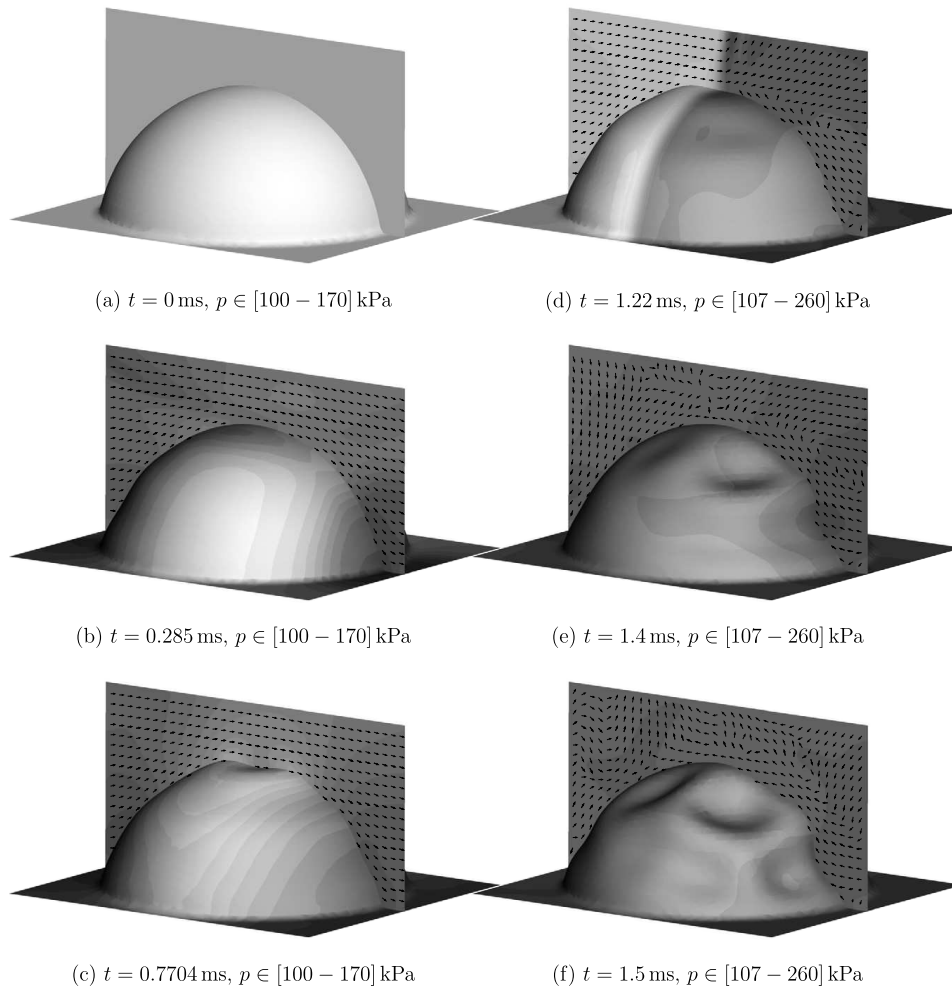 (a) t = 0 ms, p ∈ [100 − 170] kPa
(d) t = 1.22 ms, p ∈ [107 − 260] kPa
(b) t = 0.285 ms, p ∈ [100 − 170] kPa
(e) t = 1.4 ms, p ∈ [107 − 260] kPa
(c) t = 0.7704 ms, p ∈ [100 − 170] kPa
(f) t = 1.5 ms, p ∈ [107 − 260] kPa